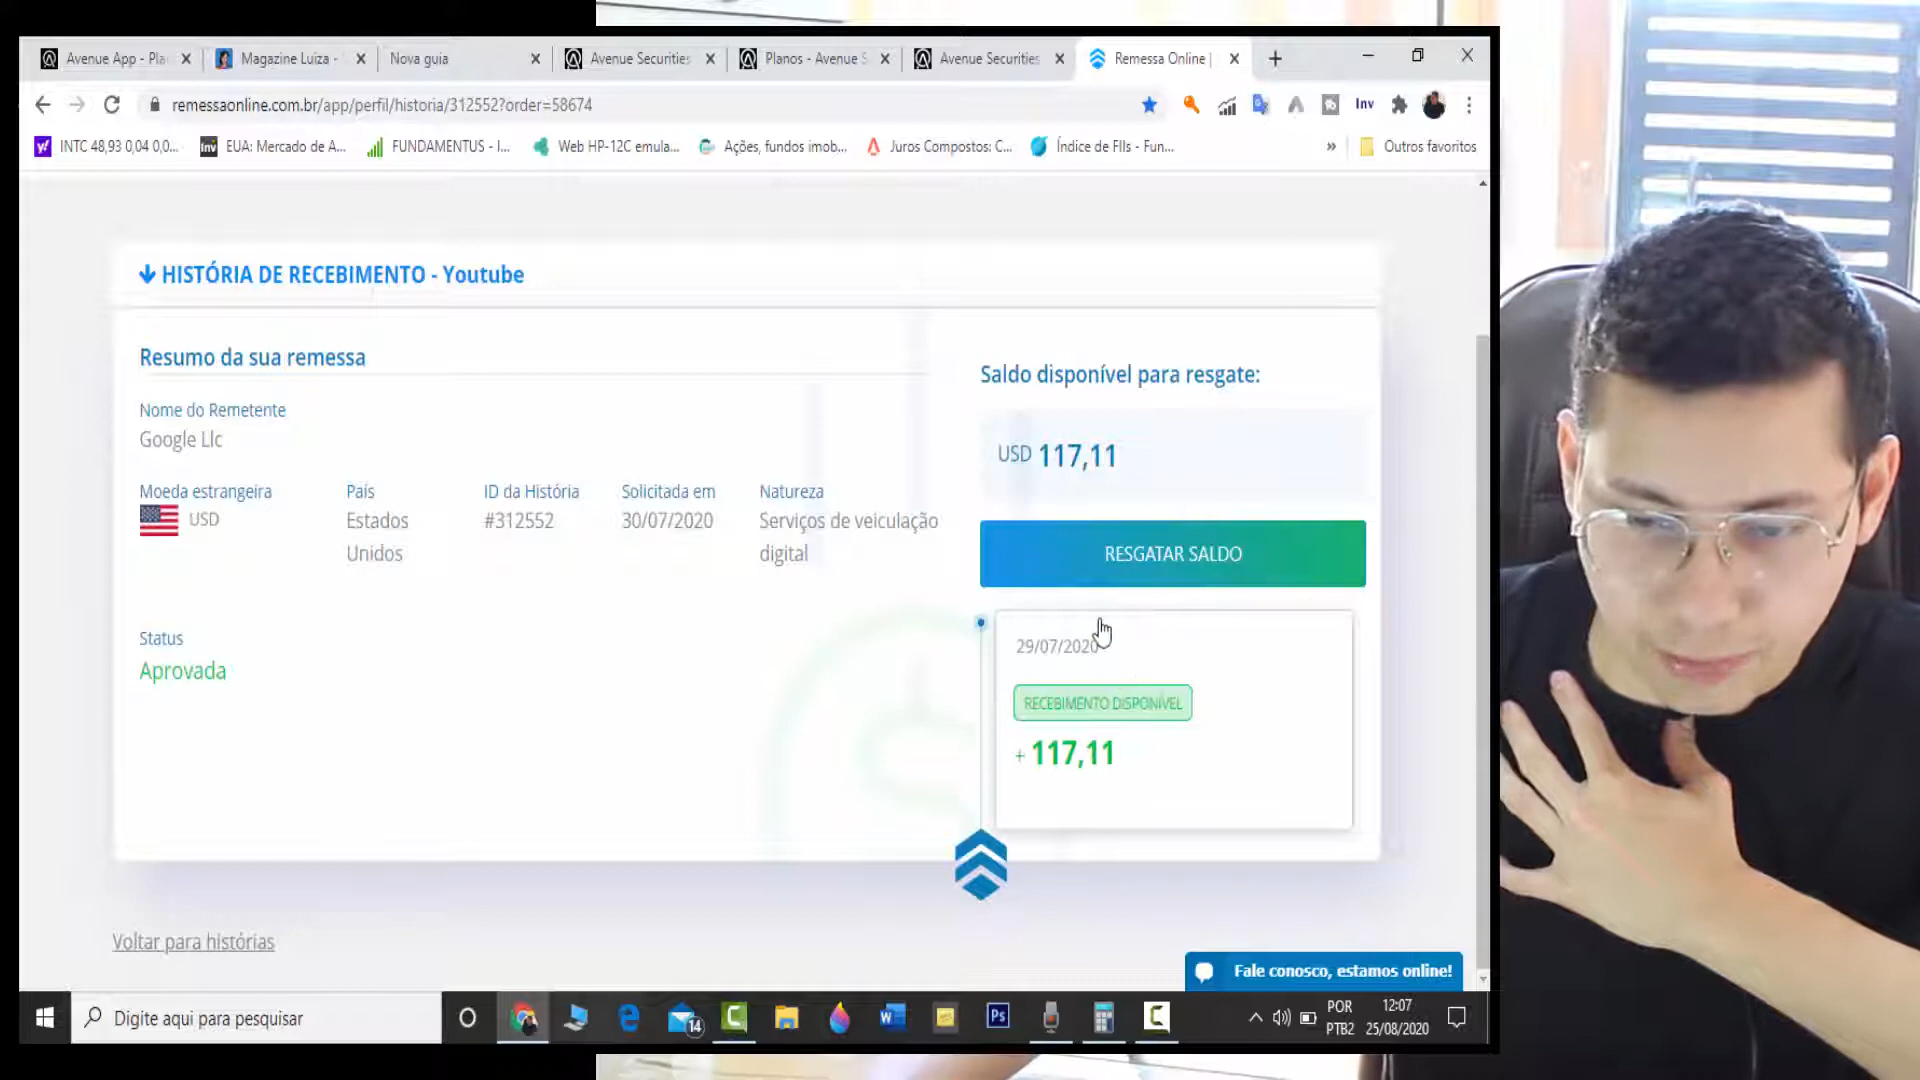 Avenue App - Pla
Magazine Luiza -
Nova guia
Avenue Securitie
Planos - Avenue S
Avenue Securities
Remessa Online |
remessaonline.com.br/app/perfil/historia/312552?order=58674
Inv
INTC 48,93 0,04 0,0...
Inv
EUA: Mercado de A...
FUNDAMENTUS - I...
Web HP-12C emula...
Ações, fundos imob...
Juros Compostos: C...
Índice de FIIs - Fun...
»
Outros favoritos
HISTÓRIA DE RECEBIMENTO - Youtube
Resumo da sua remessa
Nome do Remetente
Google Llc
Moeda estrangeira
USD
País
Estados
Unidos
ID da História
#312552
Solicitada em
30/07/2020
Natureza
Serviços de veiculação
digital
Status
Aprovada
Saldo disponível para resgate:
USD 117,11
RESGATAR SALDO
29/07/2020
RECEBIMENTO DISPONÍVEL
+ 117,11
Voltar para histórias
Fale conosco, estamos online!
Digite aqui para pesquisar
14
Ps
POR
PTB2
12:07
25/08/2020